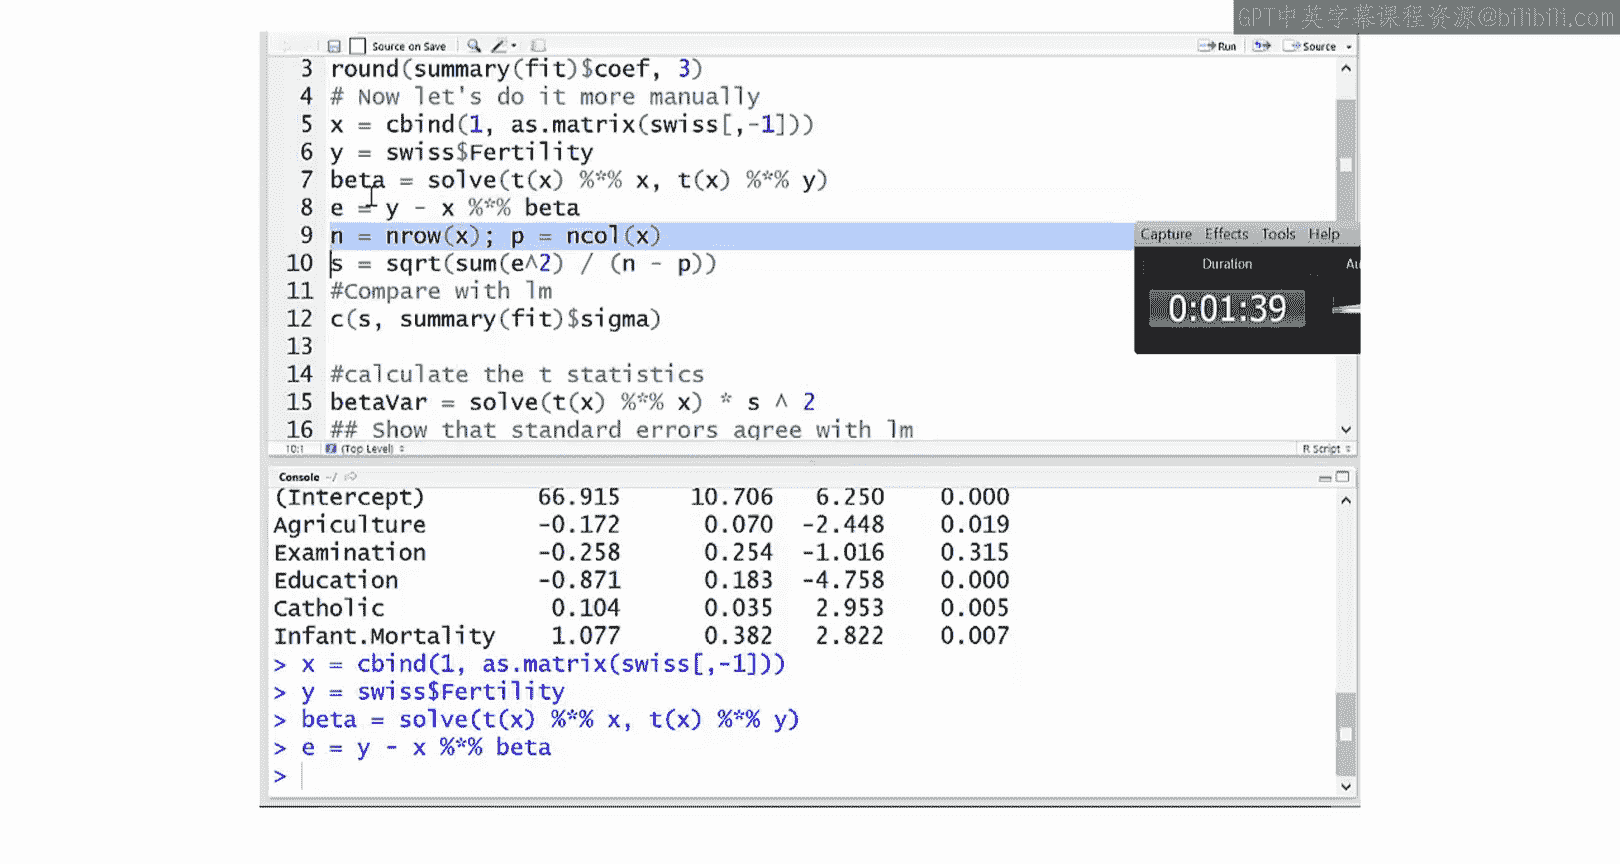 GPT中英字幕课程资源@bilibili.com
Source on Save
Run
Source
3 round(summary(fit)$coef, 3)
4 # Now let's do it more manually
5 x = cbind(1, as.matrix(swiss[,-1]))
6 y = swiss$Fertility
7 beta = solve(t(x) %*% x, t(x) %*% y)
8 e = y - x %*% beta
9 n = nrow(x); p = ncol(x)
10 s = sqrt(sum(e^2) / (n - p))
11 #Compare with lm
12 c(s, summary(fit)$sigma)
13
14 #calculate the t statistics
15 betaVar = solve(t(x) %*% x) * s ^ 2
16 ## Show that standard errors agree with lm
Capture Effects Tools Help
Duration Au
0:01:39
10:1 (Top Level) R Script
Console ~/
(Intercept) 66.915 10.706 6.250 0.000
Agriculture -0.172 0.070 -2.448 0.019
Examination -0.258 0.254 -1.016 0.315
Education -0.871 0.183 -4.758 0.000
Catholic 0.104 0.035 2.953 0.005
Infant.Mortality 1.077 0.382 2.822 0.007
> x = cbind(1, as.matrix(swiss[,-1]))
> y = swiss$Fertility
> beta = solve(t(x) %*% x, t(x) %*% y)
> e = y - x %*% beta
>